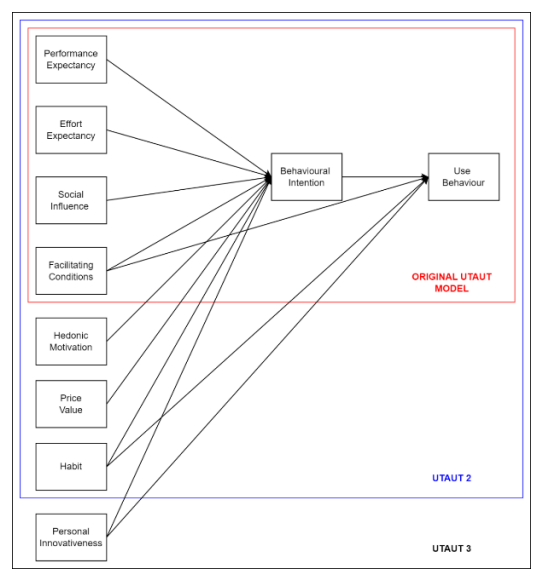 Performance
Expectancy
Effort
Expectancy
Social
Influence
Facilitating
Conditions
Hedonic
Motivation
Price
Value
Habit
Personal
Innovativeness
Behavioural
Intention
Use
Behaviour
ORIGINAL UTAUT
MODEL
UTAUT 2
UTAUT 3